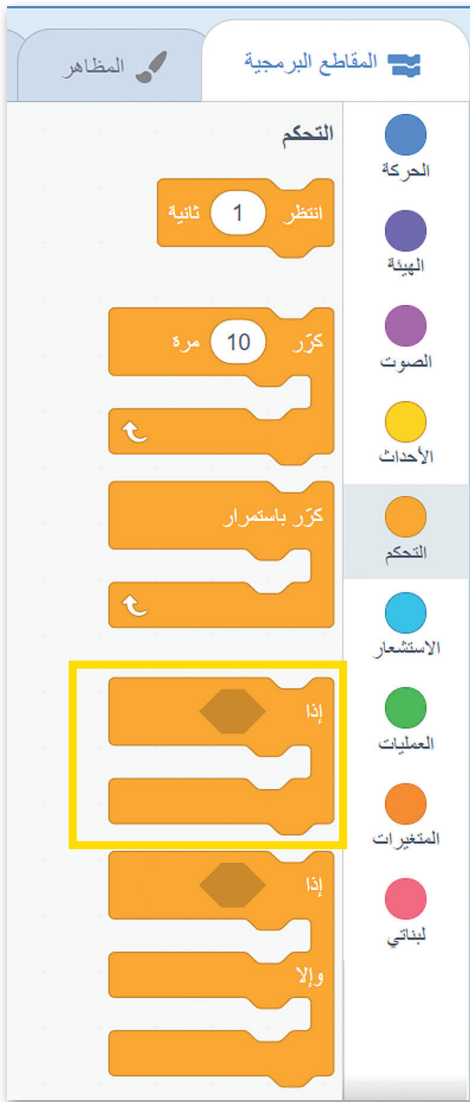 المقاطع البرمجية
المظاهر
الحركة
الهيئة
الصوت
الأحداث
التحكم
الاستشعار
العمليات
المتغيرات
لبناتي
التحكم
انتظر 1 ثانية
كرّر 10 مرة
كرّر باستمرار
إذا
إذا
وإلا